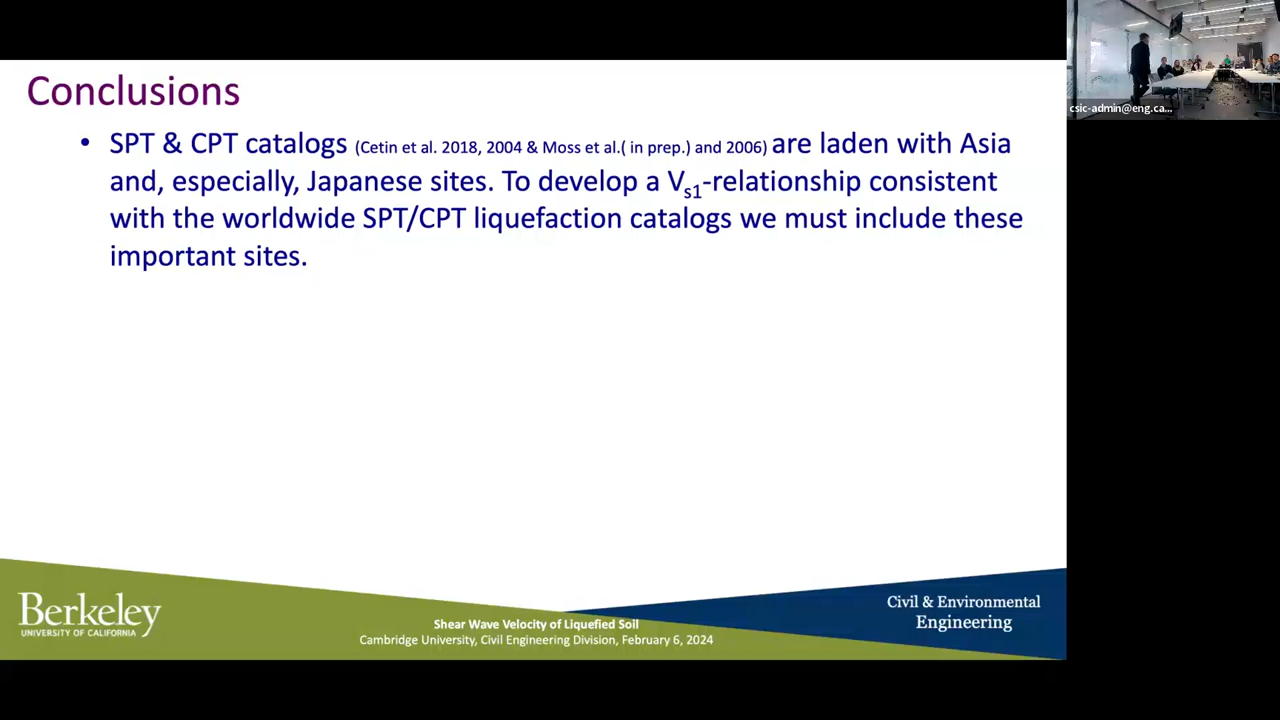 Conclusions
• SPT & CPT catalogs (Cetin et al. 2018, 2004 & Moss et al.( in prep.) and 2006) are laden with Asia
and, especially, Japanese sites. To develop a Vs1-relationship consistent
with the worldwide SPT/CPT liquefaction catalogs we must include these
important sites.
csic-admin@eng.ca...
Berkeley
UNIVERSITY OF CALIFORNIA
Shear Wave Velocity of Liquefied Soil
Cambridge University, Civil Engineering Division, February 6, 2024
Civil & Environmental
Engineering